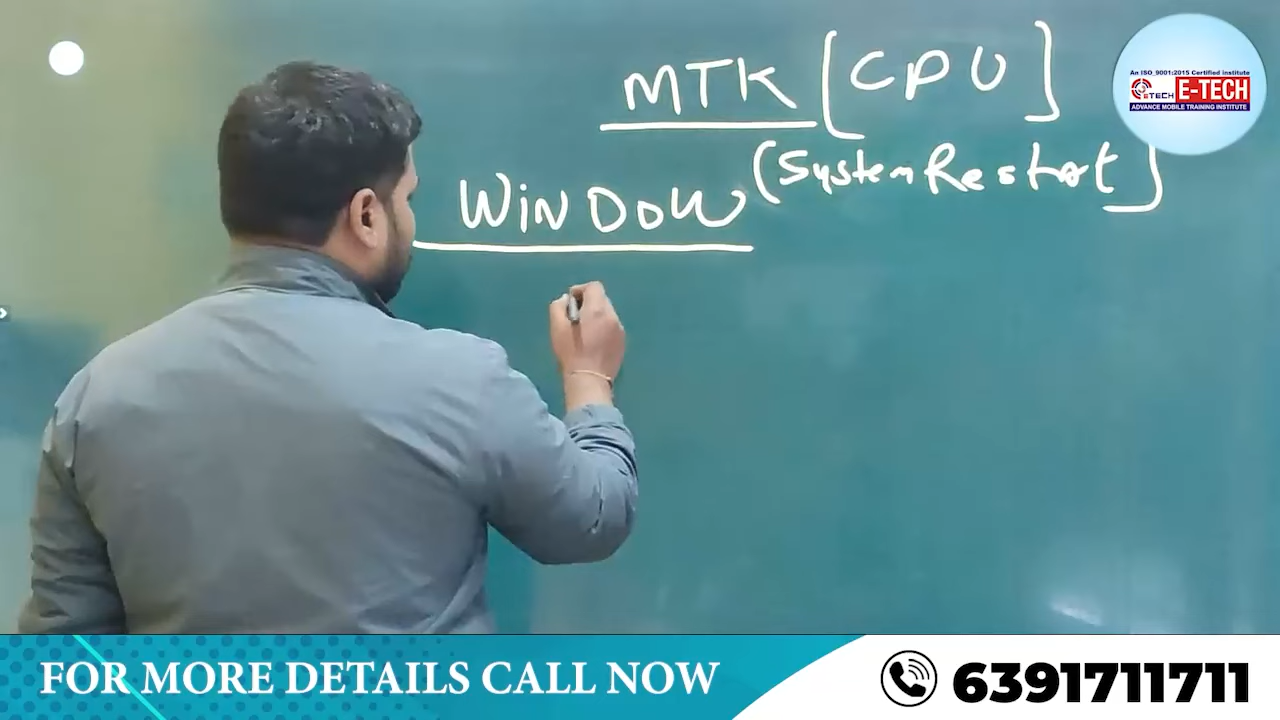 MTK [CPU]
(System Restart]
WiNDOW
An ISO 9001:2015 Certified Institute
ETECH E-TECH
ADVANCE MOBILE TRAINING INSTITUTE
FOR MORE DETAILS CALL NOW
6391711711